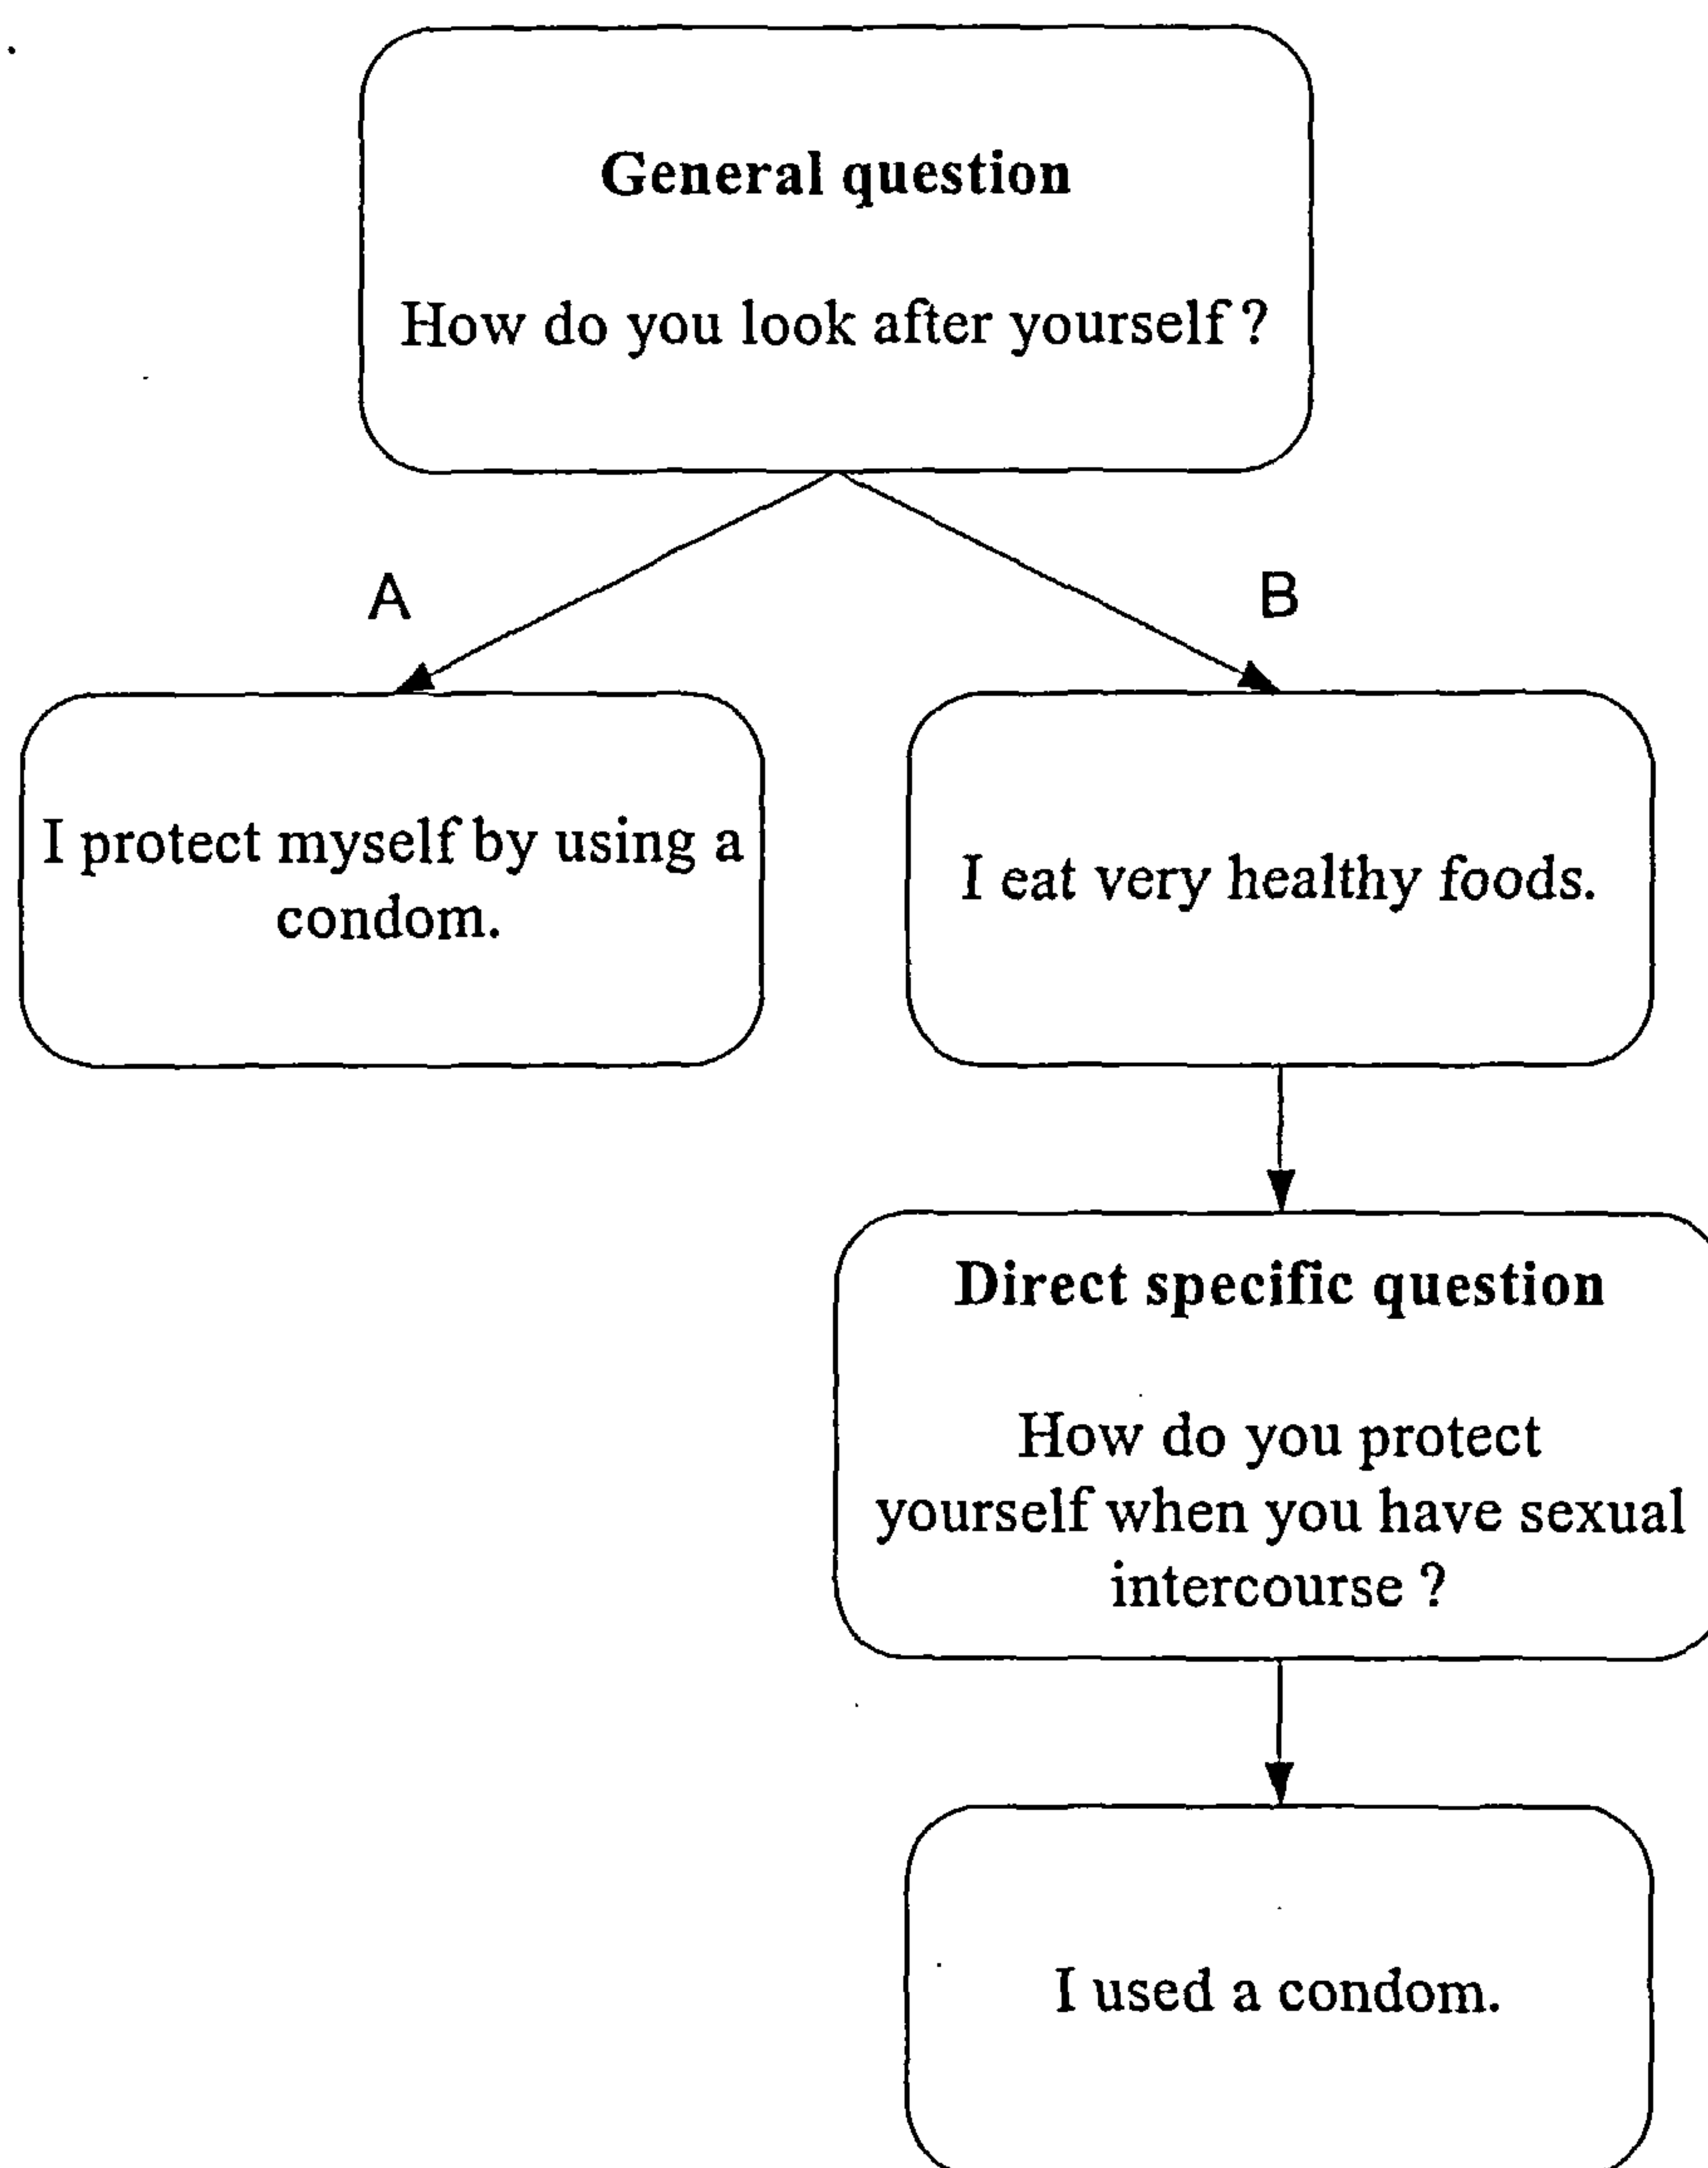 General question
How do you look after yourself ?
A
B
I protect myself by using a
condom.
I eat very healthy foods.
Direct specific question
How do you protect
yourself when you have sexual
intercourse ?
I used a condom.